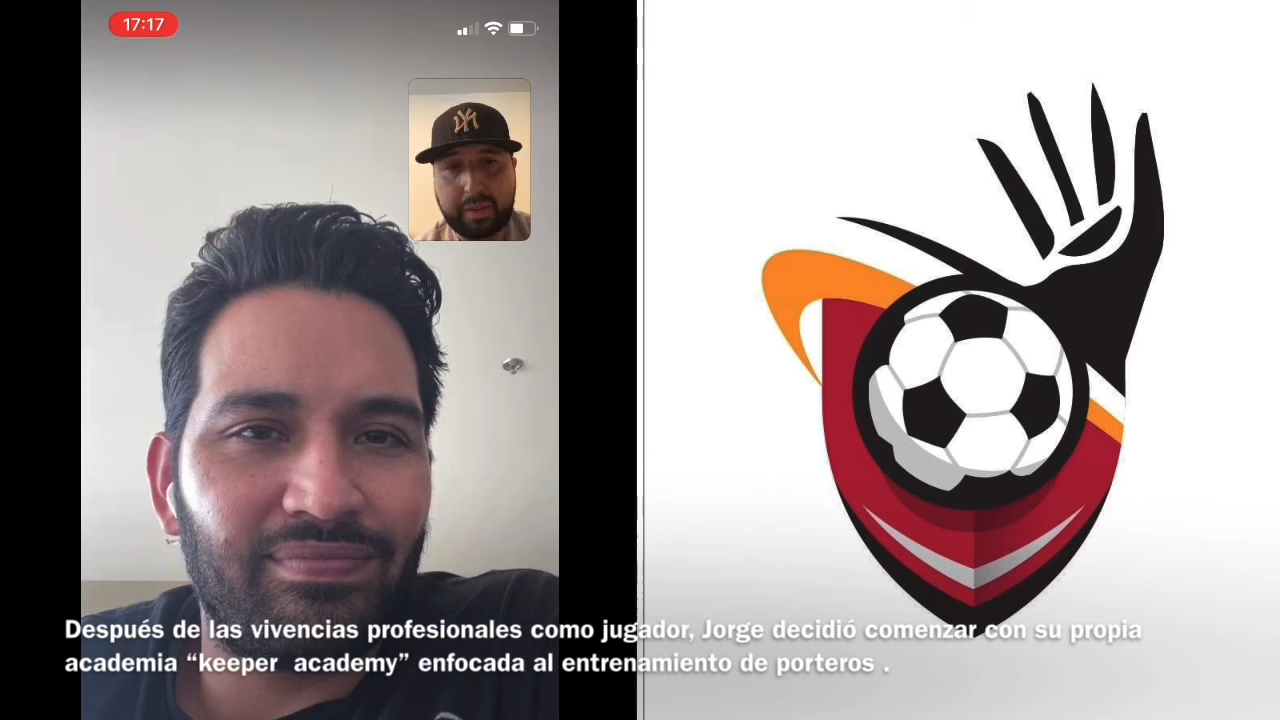 17:17
NY
Después de las vivencias profesionales como jugador, Jorge decidió comenzar con su propia
academia “keeper  academy” enfocada al entrenamiento de porteros .